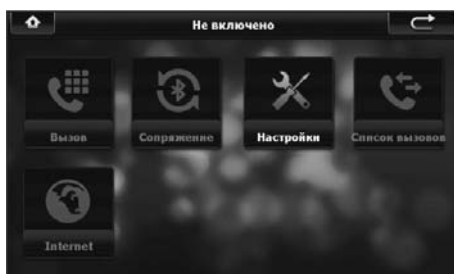 Не включено
Вызов
Сопряжение
Настройки
Список вызовов
Internet